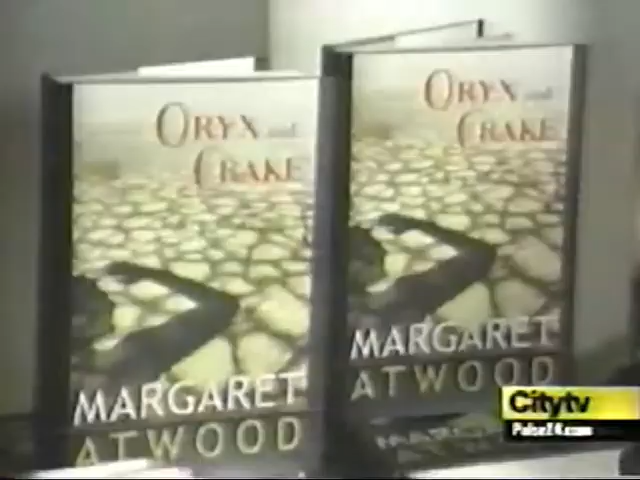 ORYX and
CRAKE
MARGARET
ATWOOD
ORYX and
CRAKE
MARGARET
ATWOOD
Citytv
Pulse24.com